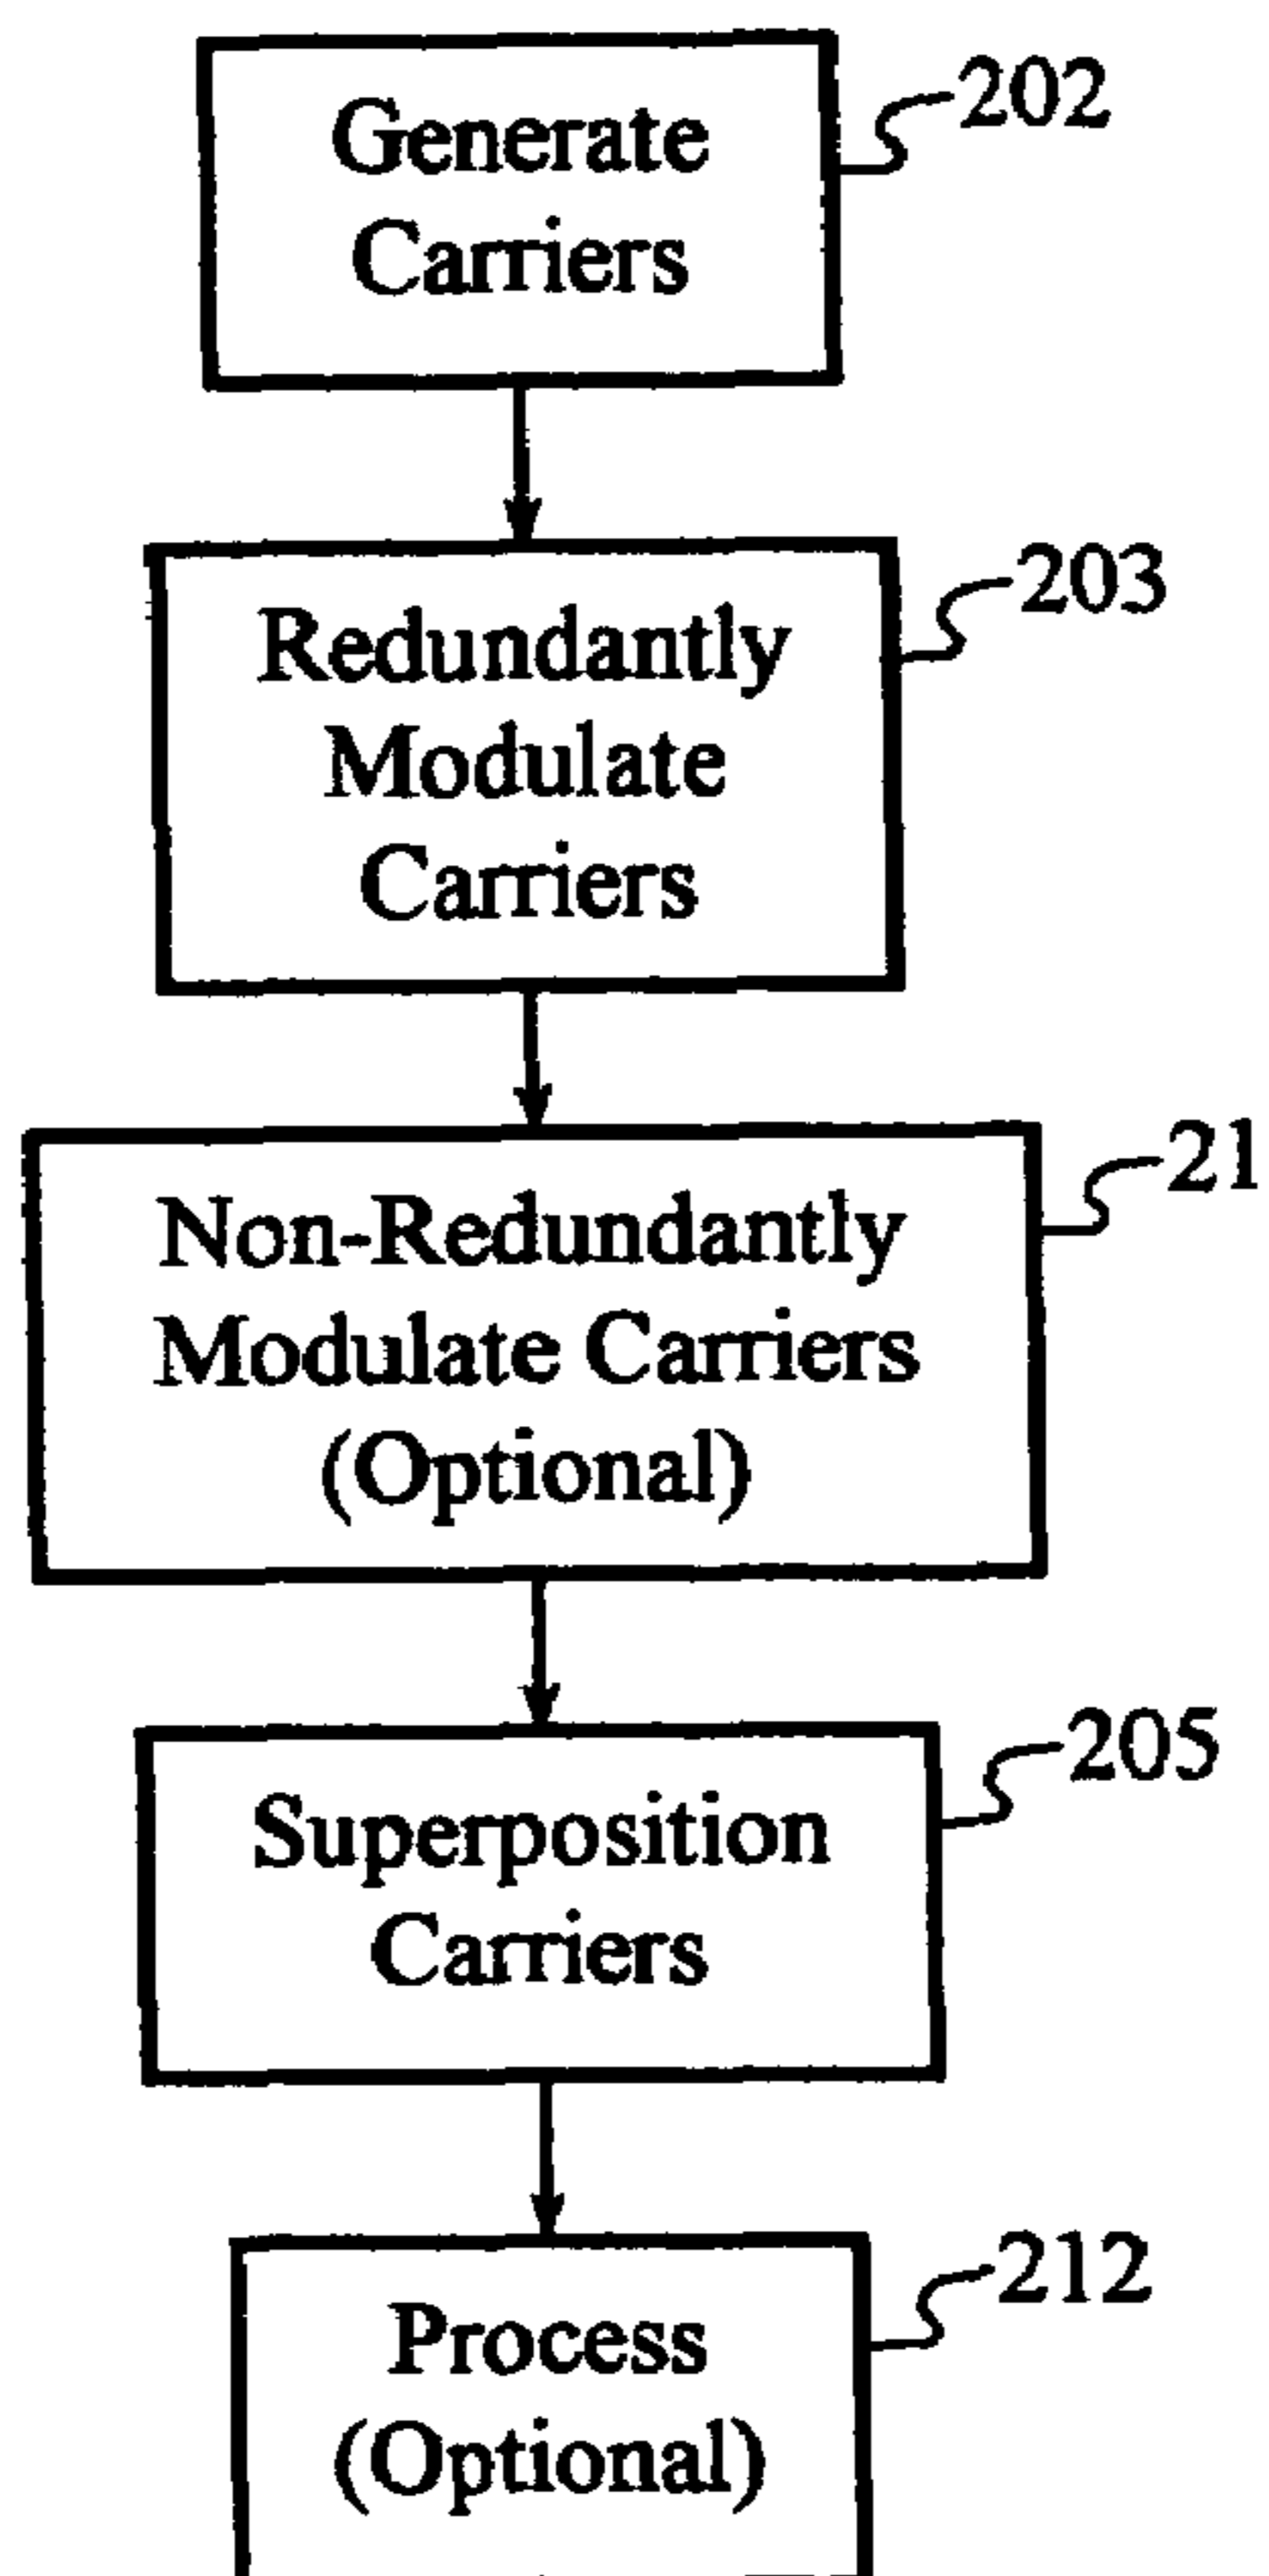 Generate
Carriers
202
Redundantly
Modulate
Carriers
203
Non-Redundantly
Modulate Carriers
(Optional)
21
Superposition
Carriers
205
Process
(Optional)
212